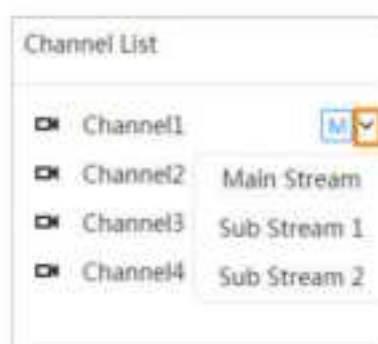 Channel List
Channel1 M
Channel2 Main Stream
Channel3 Sub Stream 1
Channel4 Sub Stream 2